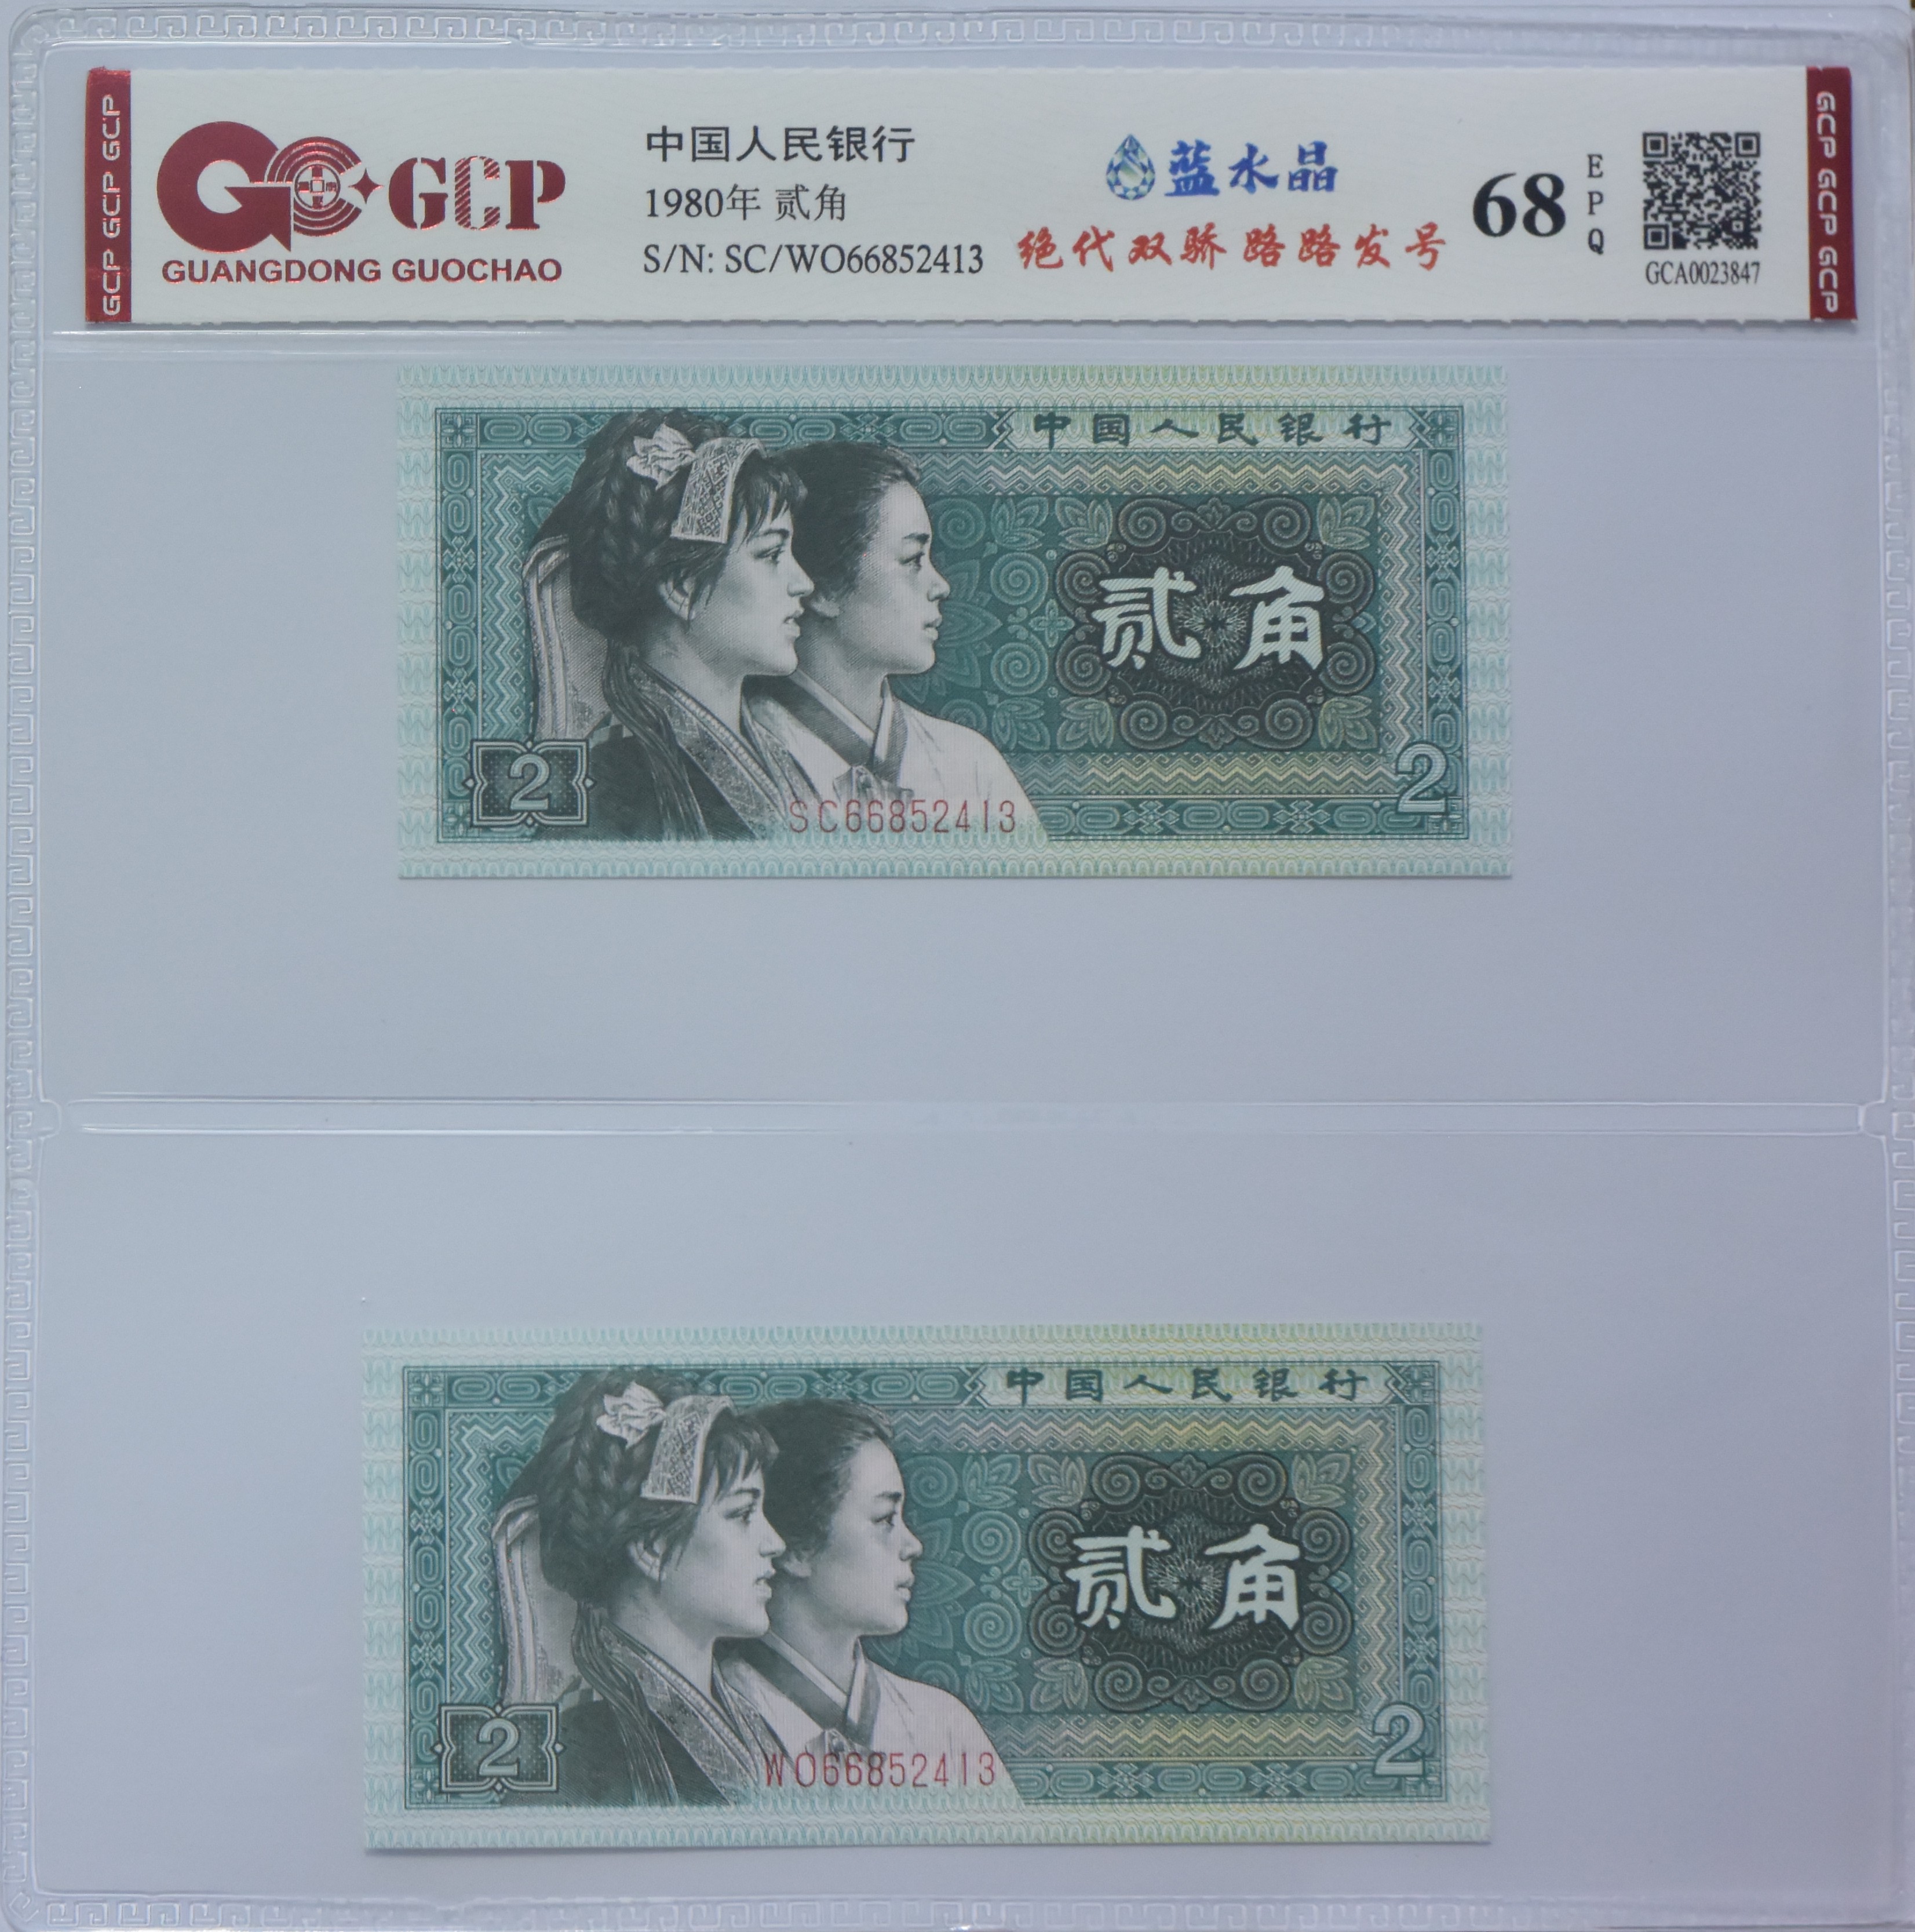 GCP GCP GCP
GCP
GUANGDONG GUOCHAO
中国人民银行
1980年 贰角
S/N: SC/WO66852413
蓝水晶
绝代双骄 路路发号
68
EPQ
GCA0023847
GCP GCP GCP
中国人民银行
贰角
2
2
SC66852413
中国人民银行
贰角
2
2
WO66852413